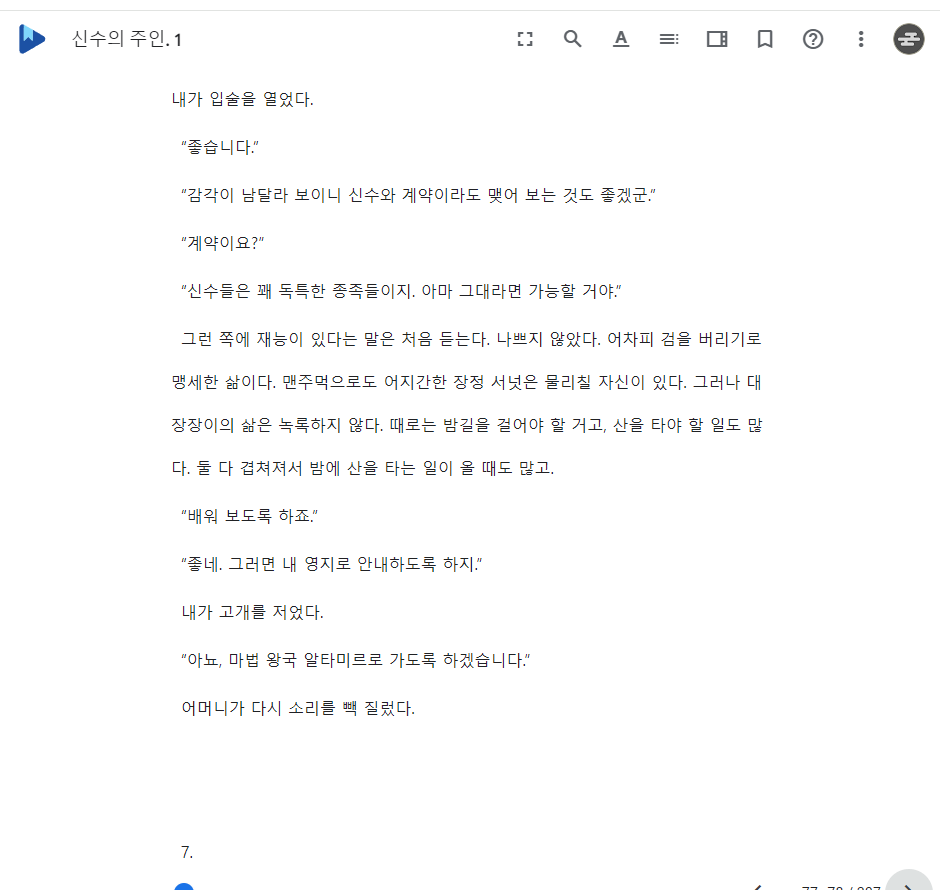 신수의 주인. 1
내가 입술을 열었다.
“좋습니다.”
“감각이 남달라 보이니 신수와 계약이라도 맺어 보는 것도 좋겠군.”
“계약이요?”
“신수들은 꽤 독특한 종족들이지. 아마 그대라면 가능할 거야.”
그런 쪽에 재능이 있다는 말은 처음 듣는다. 나쁘지 않았다. 어차피 검을 버리기로
맹세한 삶이다. 맨주먹으로도 어지간한 장정 서넛은 물리칠 자신이 있다. 그러나 대
장장이의 삶은 녹록하지 않다. 때로는 밤길을 걸어야 할 거고, 산을 타야 할 일도 많
다. 둘 다 겹쳐져서 밤에 산을 타는 일이 올 때도 많고.
“배워 보도록 하죠.”
“좋네. 그러면 내 영지로 안내하도록 하지.”
내가 고개를 저었다.
“아뇨, 마법 왕국 알타미르로 가도록 하겠습니다.”
어머니가 다시 소리를 빽 질렀다.
7.